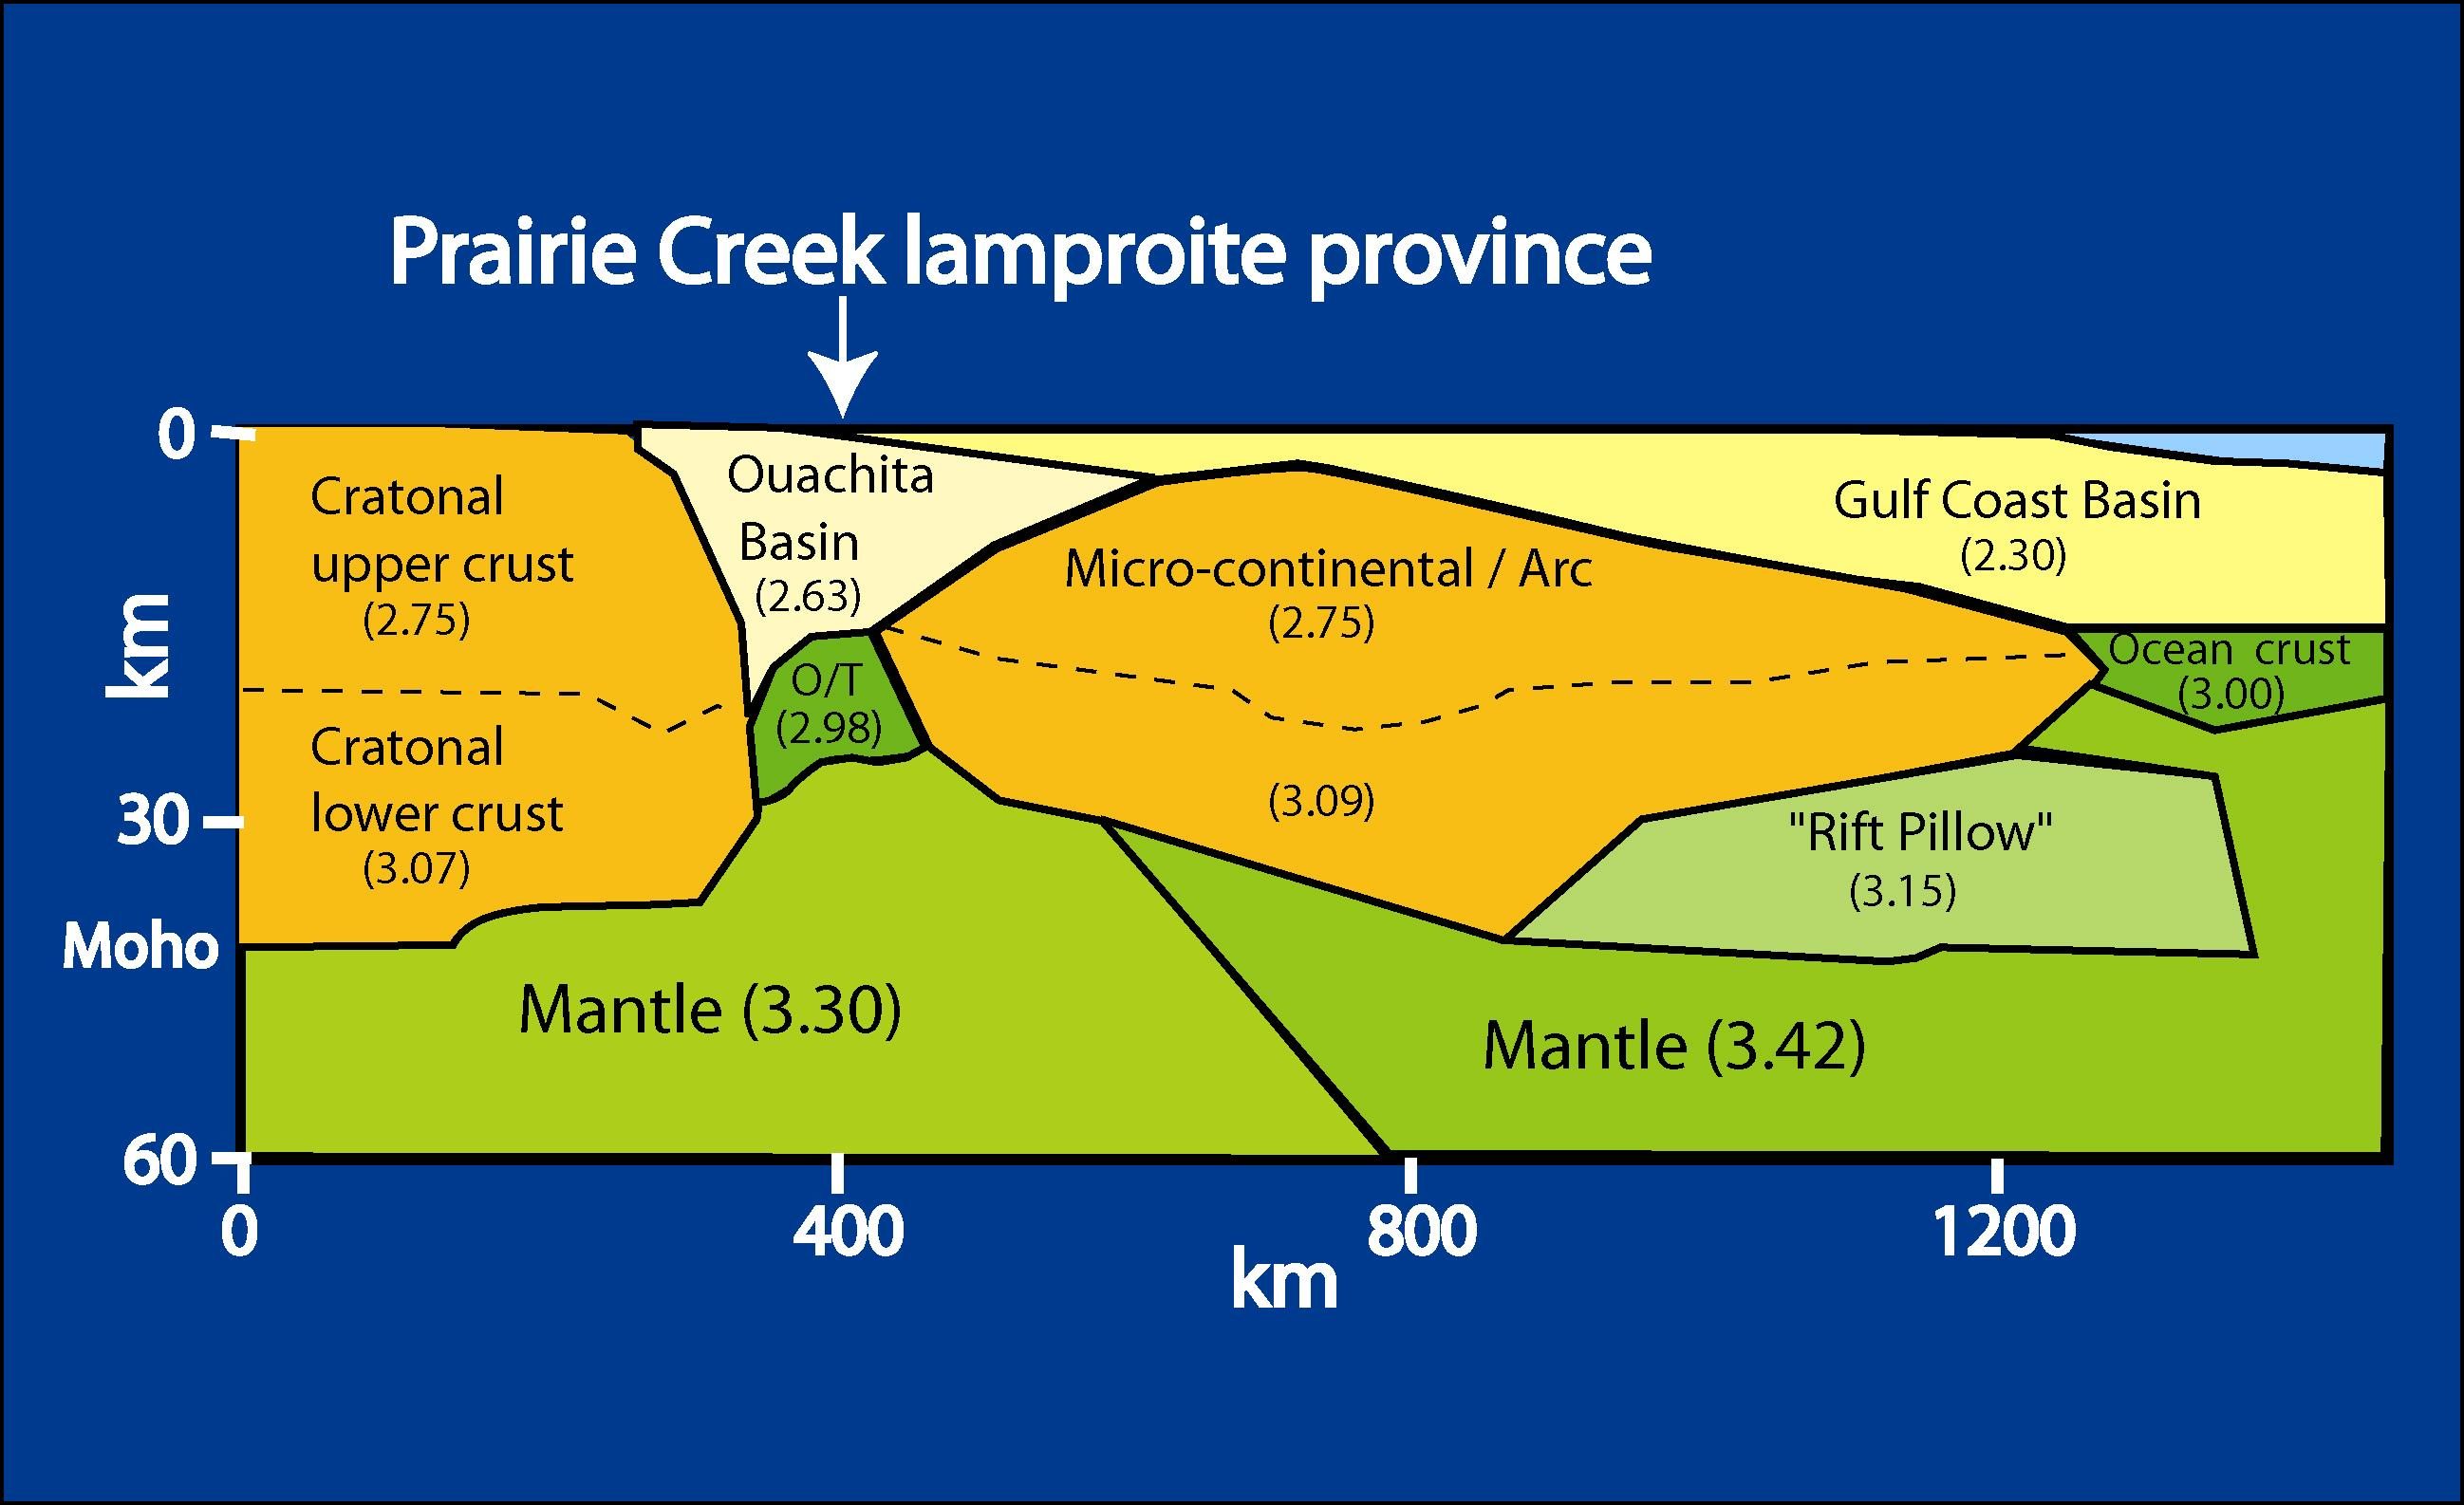 Prairie Creek lamproite province
0
Cratonal
upper crust
(2.75)
Ouachita
Basin
(2.63)
Micro-continental / Arc
(2.75)
Gulf Coast Basin
(2.30)
km
O/T
(2.98)
Ocean crust
(3.00)
Cratonal
lower crust
(3.07)
(3.09)
"Rift Pillow"
(3.15)
30
Moho
Mantle (3.30)
Mantle (3.42)
60
0
400
800
1200
km